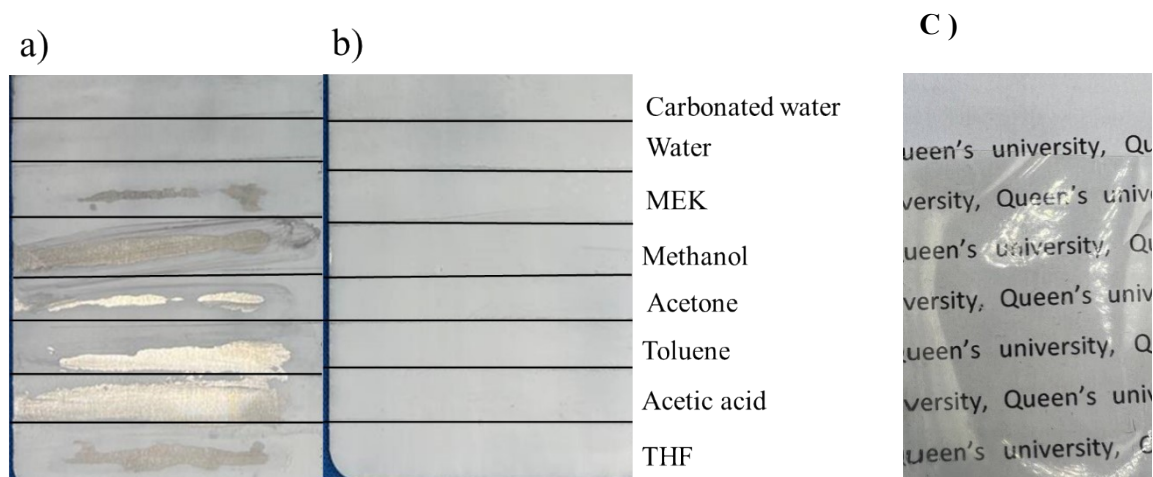 a)
b)
C )
Carbonated water
Water
MEK
Methanol
Acetone
Toluene
Acetic acid
THF
ueen's university, Qu
versity, Queen's unive
ueen's university, Qu
versity, Queen's univ
ueen's university, Q
versity, Queen's univ
ueen's university,